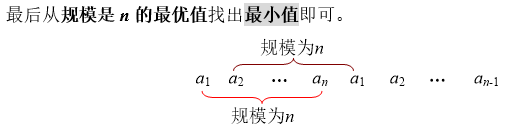 最后从规模是 n 的最优值找出最小值即可。
规模为n
a1 a2 ··· an a1 a2 ··· an-1
规模为n